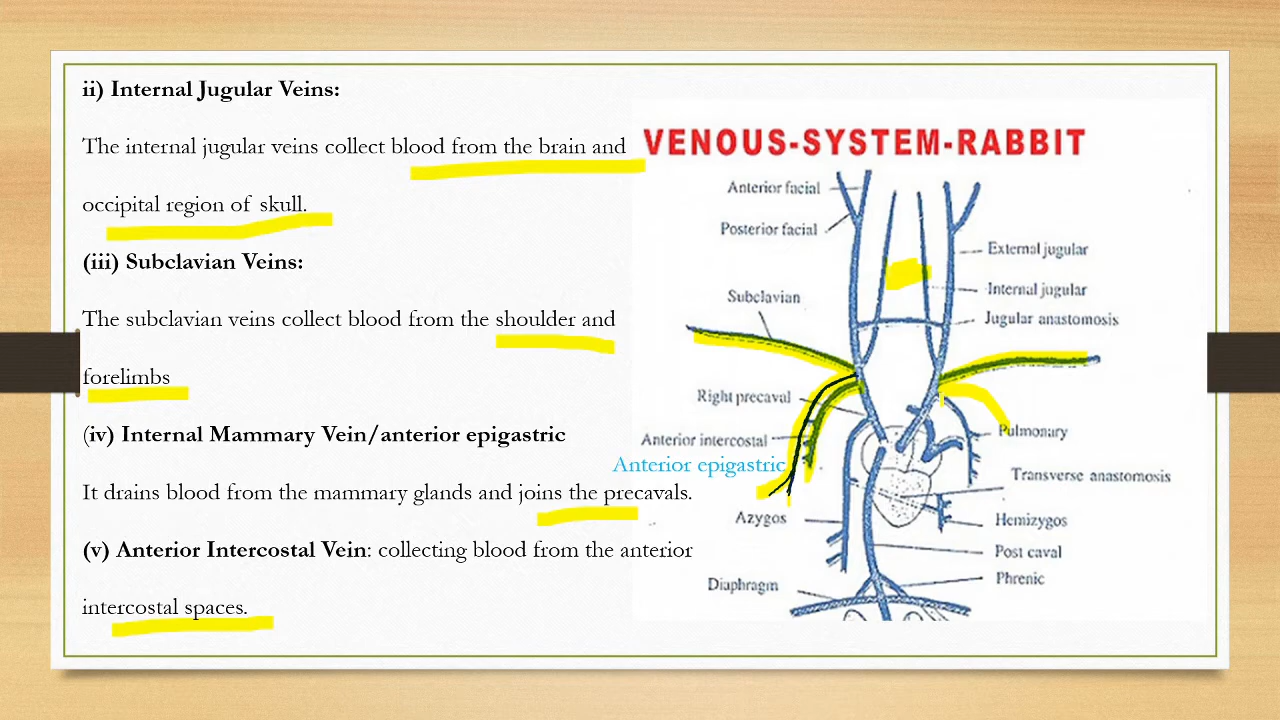 ii) Internal Jugular Veins:
The internal jugular veins collect blood from the brain and
occipital region of skull.
(iii) Subclavian Veins:
The subclavian veins collect blood from the shoulder and
forelimbs
(iv) Internal Mammary Vein/anterior epigastric
It drains blood from the mammary glands and joins the precavals.
(v) Anterior Intercostal Vein: collecting blood from the anterior
intercostal spaces.
VENOUS-SYSTEM-RABBIT
Anterior facial
Posterior facial
External jugular
Internal jugular
Subclavian
Jugular anastomosis
Right precaval
Anterior intercostal
Pulmonary
Anterior epigastric
Transverse anastomosis
Azygos
Hemizygos
Post caval
Phrenic
Diaphragm